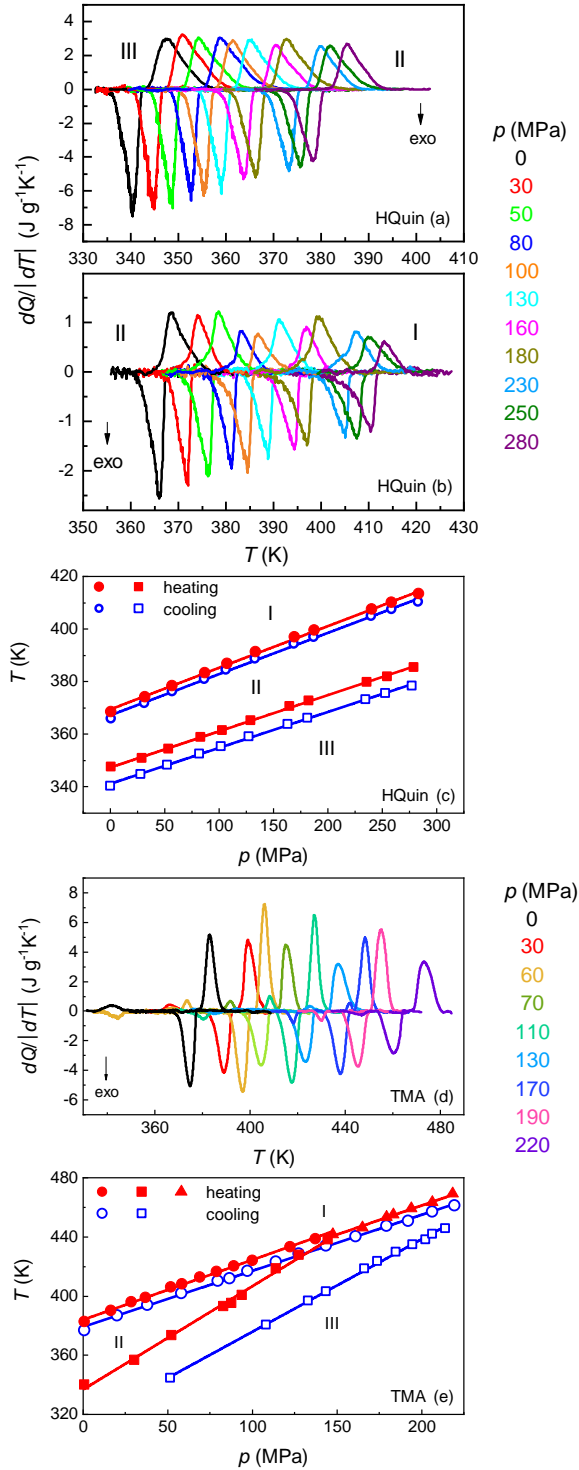 4
2
0
-2
-4
-6
-8
III
II
exo
HQuin (a)
330 340 350 360 370 380 390 400 410
dQ/|dT| (J g⁻¹K⁻¹)
1
0
-1
-2
II
I
exo
HQuin (b)
350 360 370 380 390 400 410 420 430
T (K)
p (MPa)
0
30
50
80
100
130
160
180
230
250
280
420
400
380
360
340
T (K)
heating
cooling
I
II
III
HQuin (c)
0 50 100 150 200 250 300
p (MPa)
8
6
4
2
0
-2
-4
-6
dQ/|dT| (J g⁻¹K⁻¹)
exo
TMA (d)
360 400 440 480
T (K)
p (MPa)
0
30
60
70
110
130
170
190
220
480
440
400
360
320
T (K)
heating
cooling
I
II
III
TMA (e)
0 50 100 150 200
p (MPa)